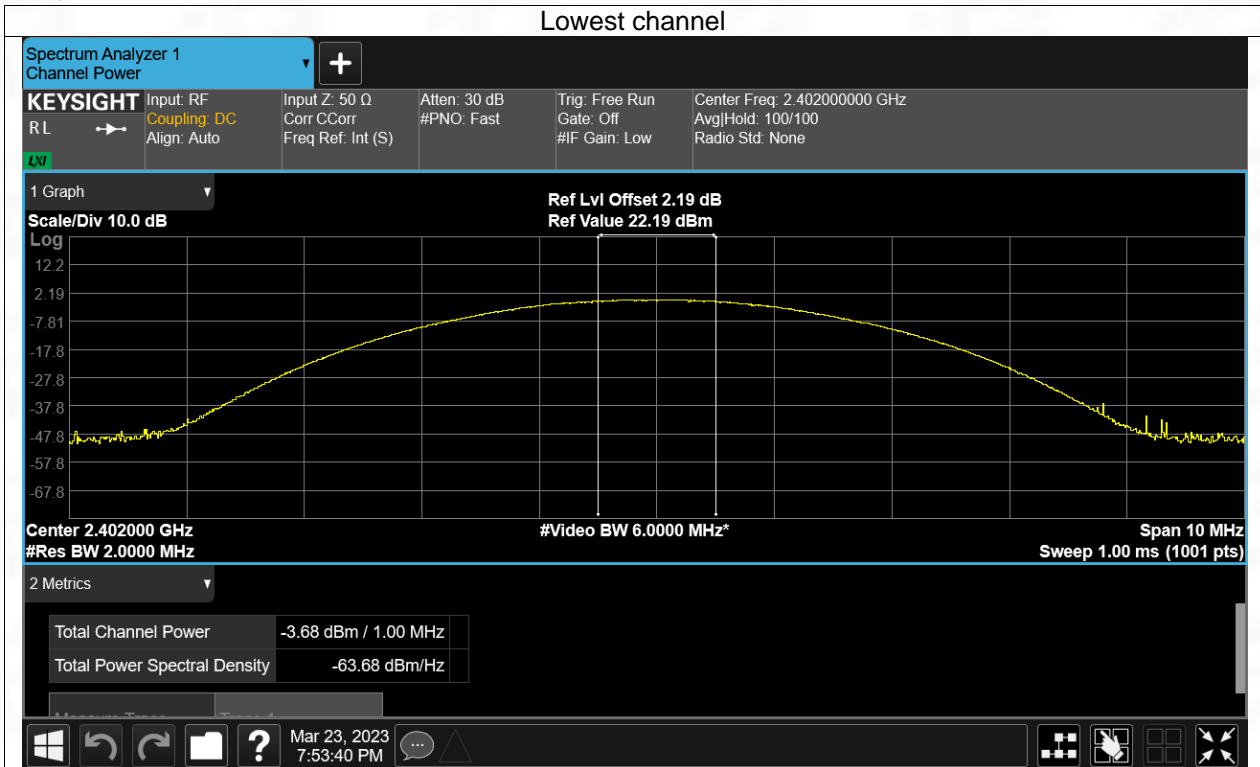 Lowest channel
Spectrum Analyzer 1
Channel Power
+
KEYSIGHT
RL
LXI
Input: RF
Coupling: DC
Align: Auto
Input Z: 50 Ω
Corr CCorr
Freq Ref: Int (S)
Atten: 30 dB
#PNO: Fast
Trig: Free Run
Gate: Off
#IF Gain: Low
Center Freq: 2.402000000 GHz
Avg|Hold: 100/100
Radio Std: None
1 Graph
Scale/Div 10.0 dB
Ref Lvl Offset 2.19 dB
Ref Value 22.19 dBm
Log
12.2
2.19
-7.81
-17.8
-27.8
-37.8
-47.8
-57.8
-67.8
Center 2.402000 GHz
#Res BW 2.0000 MHz
#Video BW 6.0000 MHz*
Span 10 MHz
Sweep 1.00 ms (1001 pts)
2 Metrics
Total Channel Power -3.68 dBm / 1.00 MHz
Total Power Spectral Density -63.68 dBm/Hz
?
Mar 23, 2023
7:53:40 PM